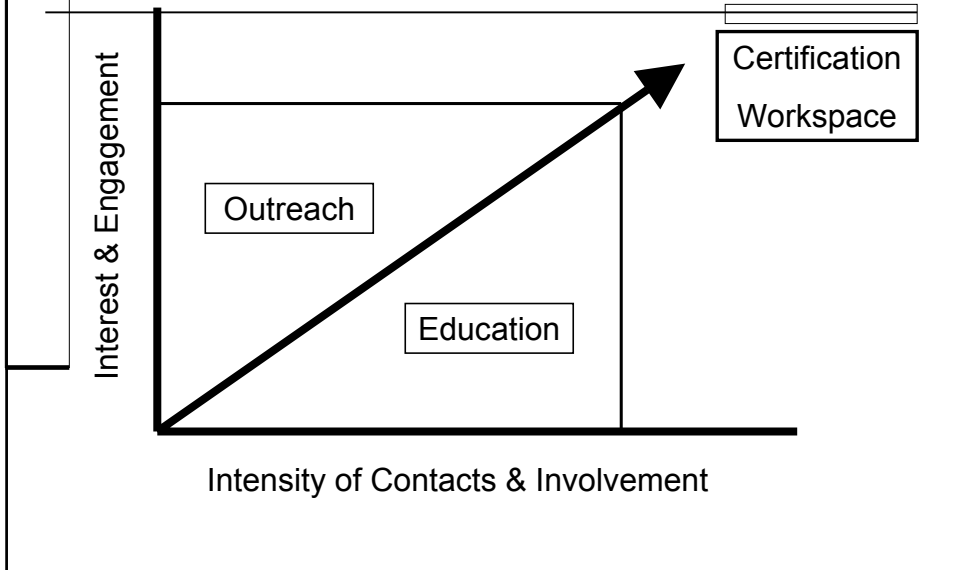 Certification
Workspace
Interest & Engagement
Outreach
Education
Intensity of Contacts & Involvement